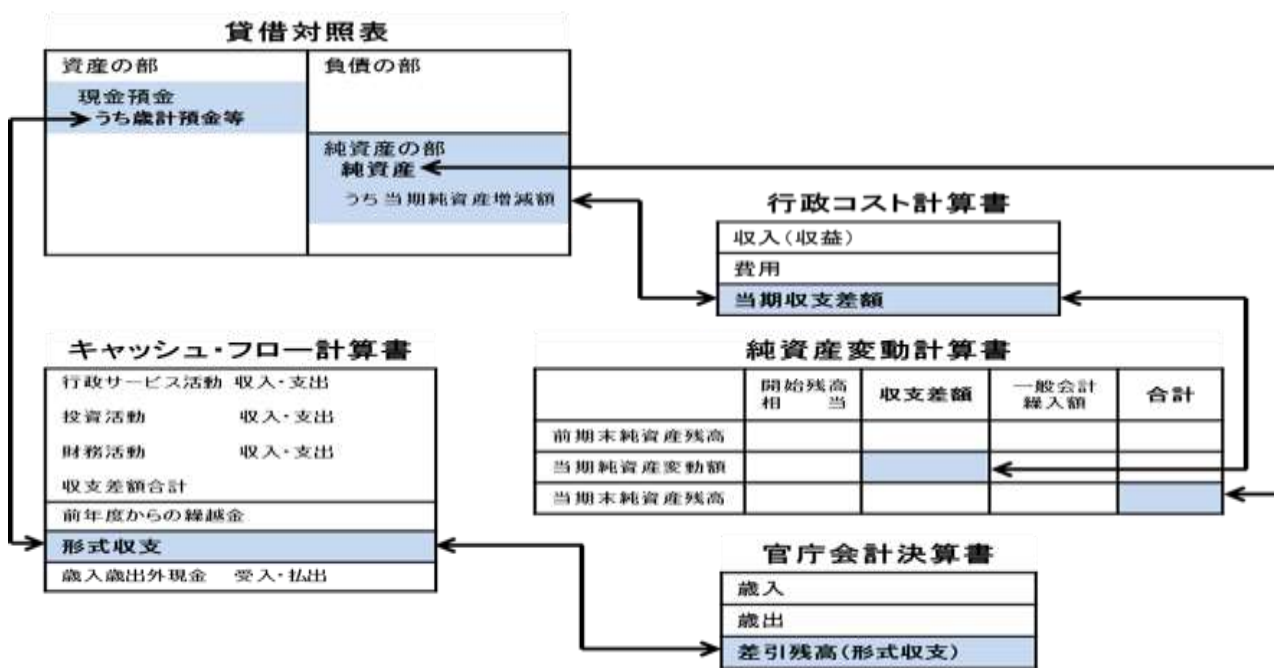 貸借対照表
資産の部
負債の部
現金預金
うち歳計預金等
純資産の部
純資産
うち当期純資産増減額
行政コスト計算書
収入(収益)
費用
当期収支差額
キャッシュ・フロー計算書
行政サービス活動 収入・支出
投資活動 収入・支出
財務活動 収入・支出
収支差額合計
前年度からの繰越金
形式収支
歳入歳出外現金 受入・払出
純資産変動計算書
開始残高
相 当
収支差額
一般会計
繰入額
合計
前期末純資産残高
当期純資産変動額
当期末純資産残高
官庁会計決算書
歳入
歳出
差引残高(形式収支)